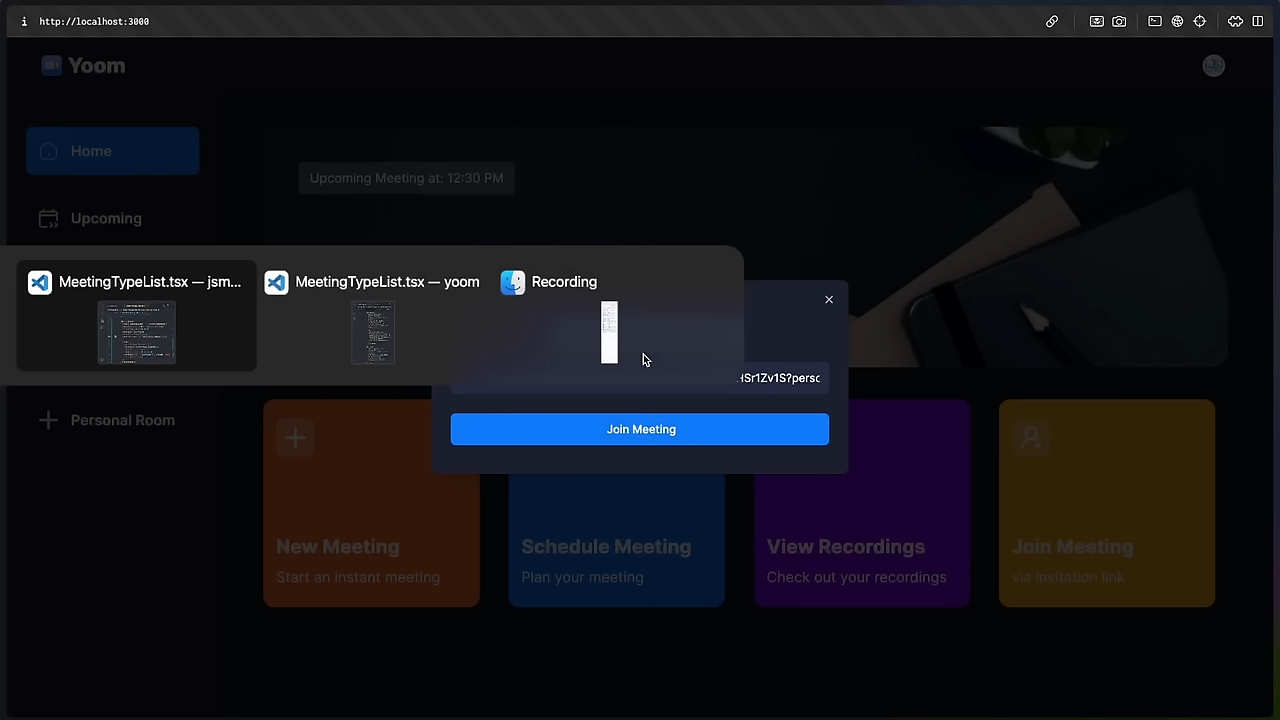 http://localhost:3000
Yoom
Home
Upcoming Meeting at: 12:30 PM
Upcoming
MeetingTypeList.tsx — jsm...
MeetingTypeList.tsx — yoom
Recording
HSr1Zv1S?persc
Personal Room
Join Meeting
New Meeting
Start an instant meeting
Schedule Meeting
Plan your meeting
View Recordings
Check out your recordings
Join Meeting
via invitation link